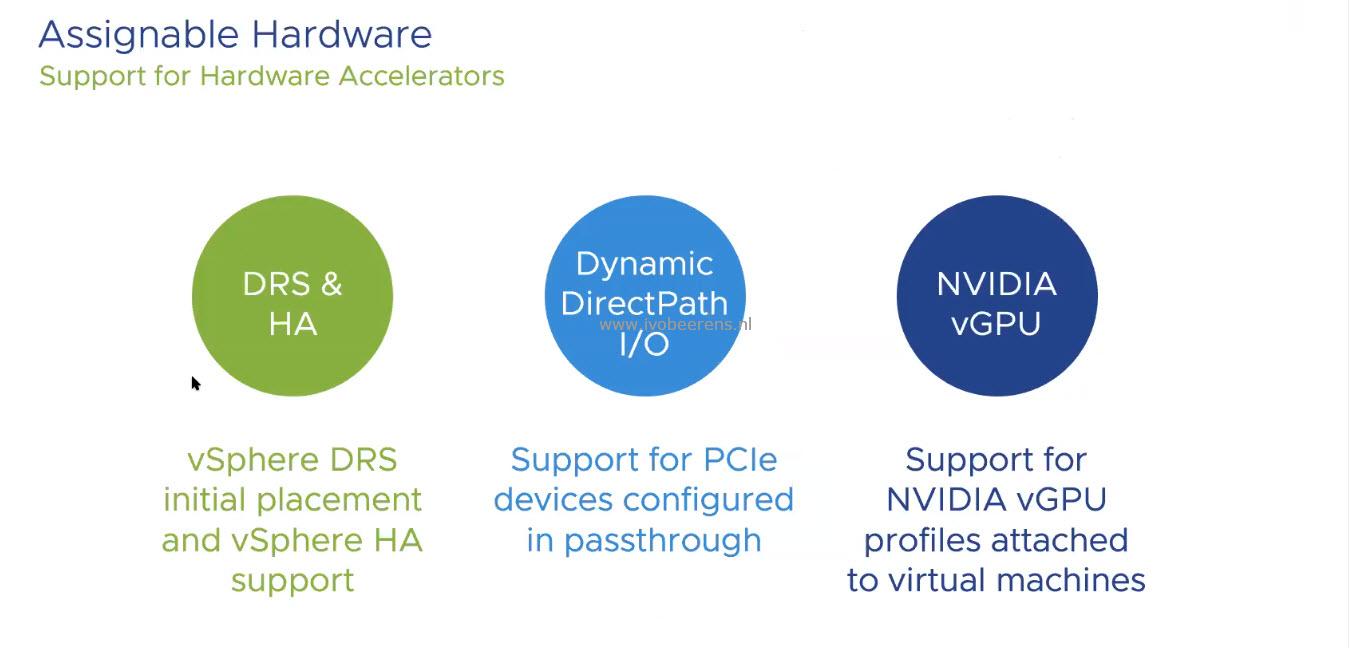 Assignable Hardware
Support for Hardware Accelerators
DRS &
HA
Dynamic
DirectPath
www.ivobeerens.nl
I/O
NVIDIA
vGPU
vSphere DRS
initial placement
and vSphere HA
support
Support for PCIe
devices configured
in passthrough
Support for
NVIDIA vGPU
profiles attached
to virtual machines